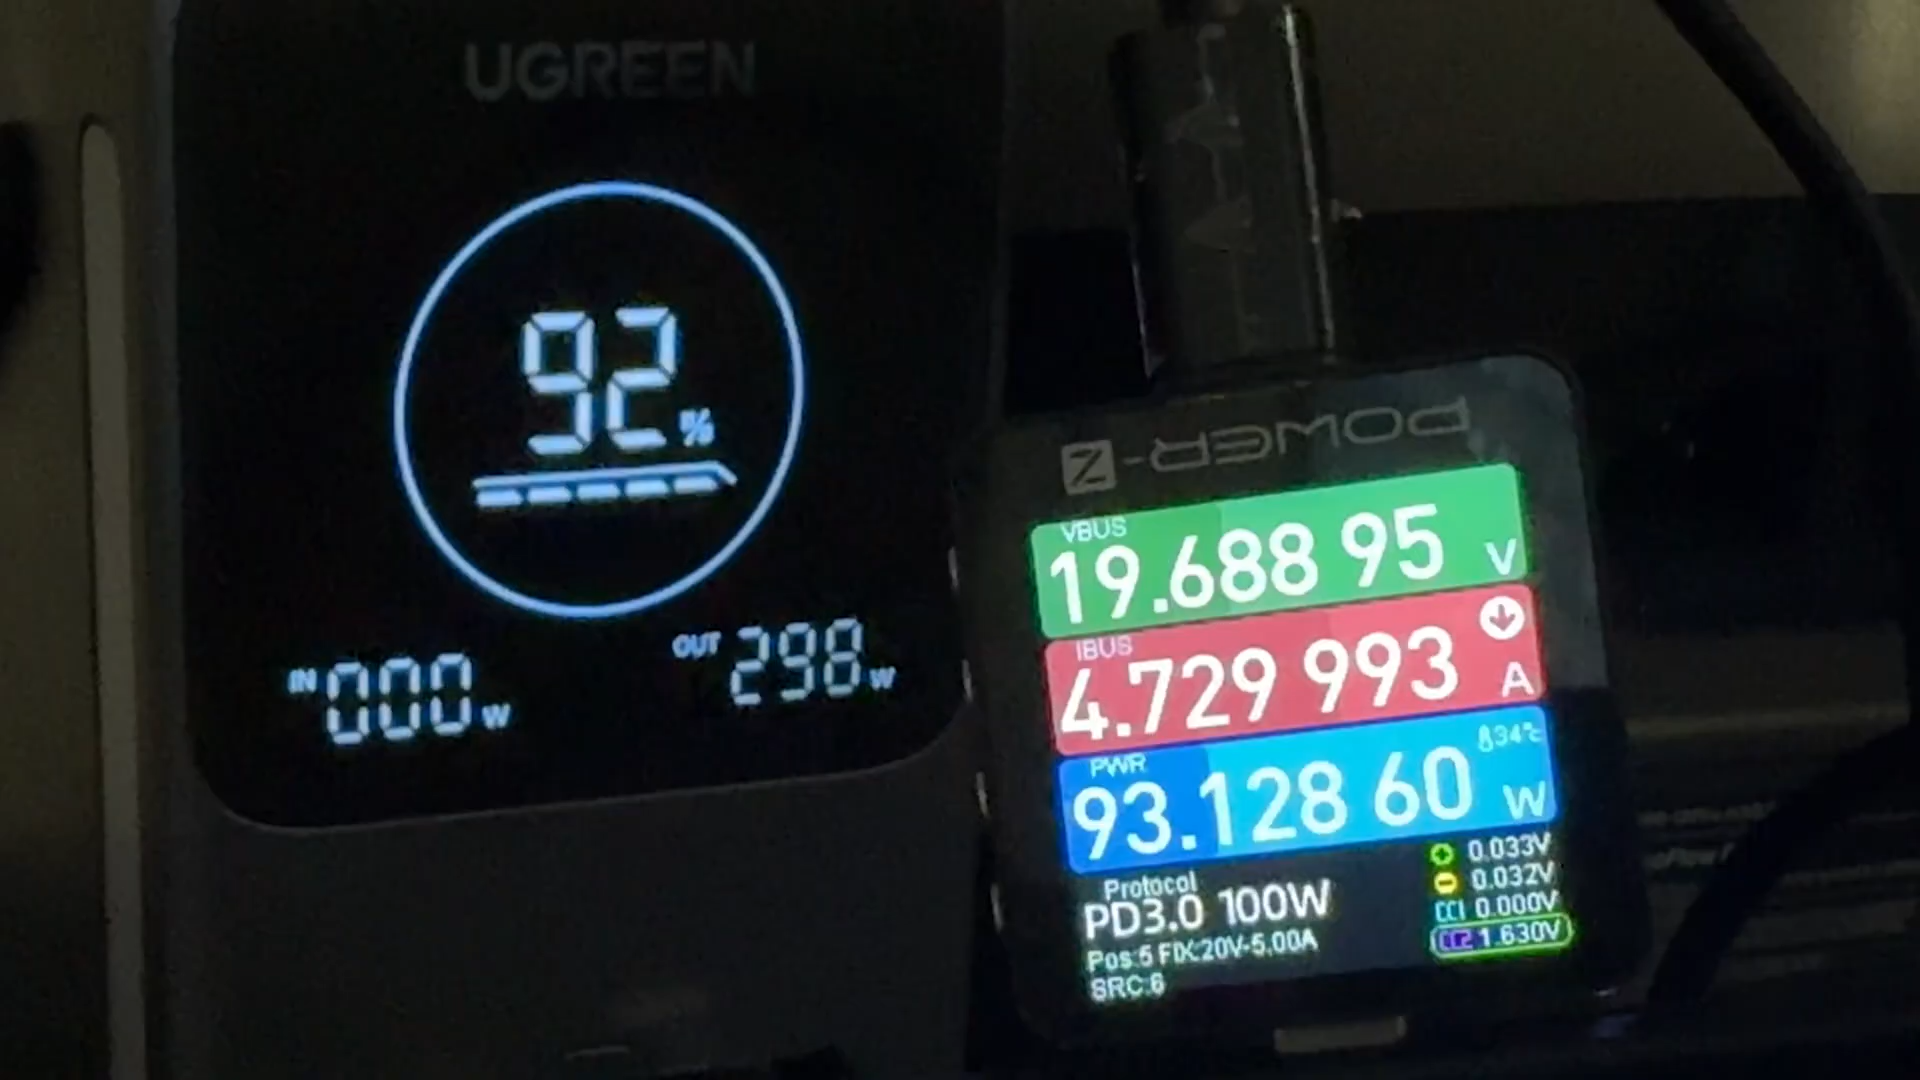 UGREEN
92%
IN 000W
OUT 298W
POWER-Z
VBUS
19.688 95 V
IBUS
4.729 993 A
PWR
34°C
93.128 60 W
Protocol
PD3.0 100W
Pos:5 FIX:20V-5.00A
SRC:6
0.033V
0.032V
CC1 0.000V
CC2 1.630V